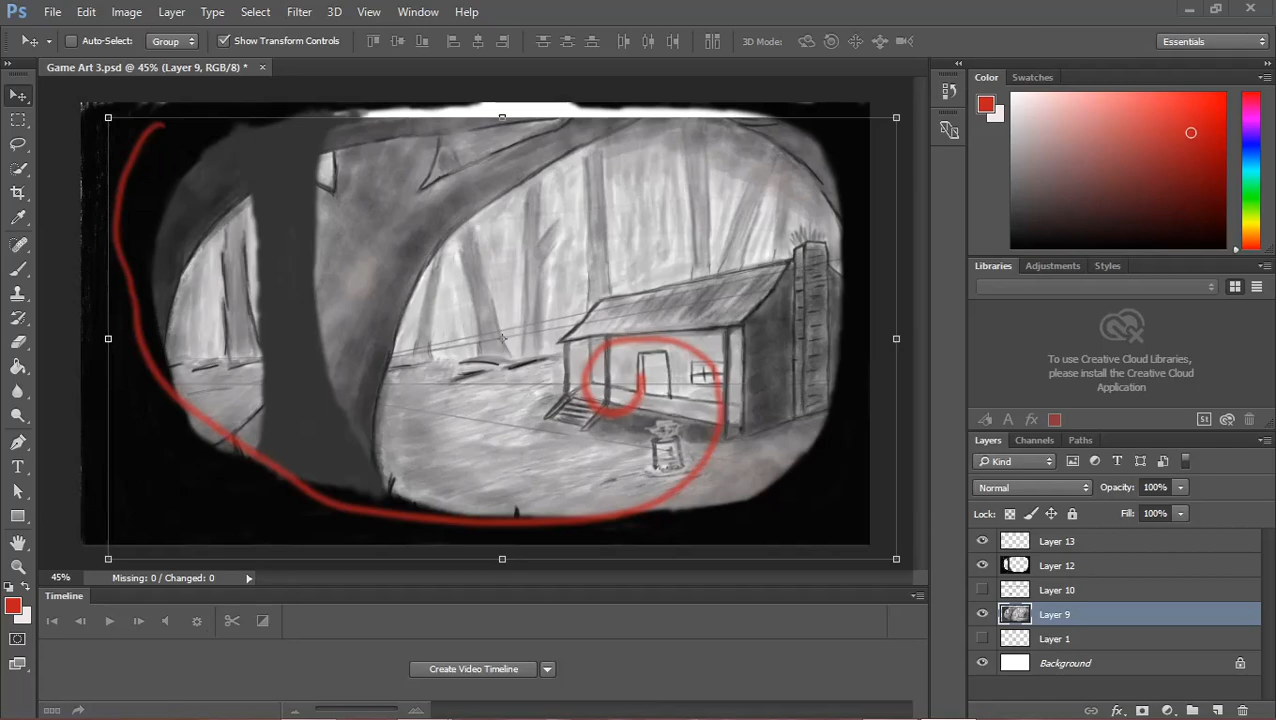 Ps File Edit Image Layer Type Select Filter 3D View Window Help
Auto-Select: Group Show Transform Controls 3D Mode: Essentials
Game Art 3.psd @ 45% (Layer 9, RGB/8) * ×
Color Swatches
Libraries Adjustments Styles
To use Creative Cloud Libraries,
please install the Creative Cloud
Application
St
Layers Channels Paths
Kind
Normal Opacity: 100%
Lock: Fill: 100%
Layer 13
Layer 12
Layer 10
Layer 9
Layer 1
Background
45% Missing: 0 / Changed: 0
Timeline
Create Video Timeline